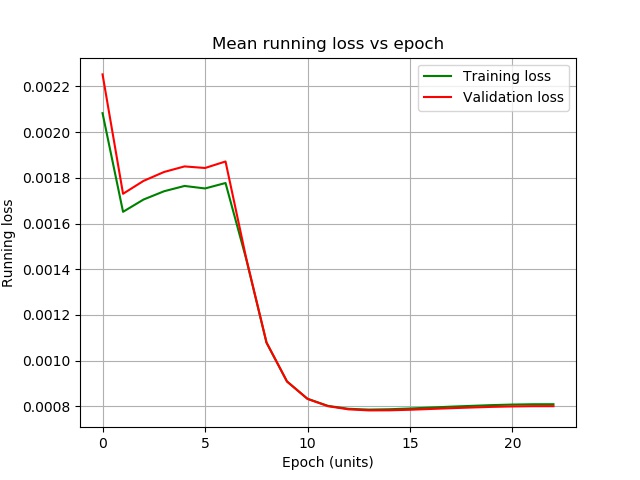 Mean running loss vs epoch
Training loss
Validation loss
0.0022
0.0020
0.0018
0.0016
0.0014
0.0012
0.0010
0.0008
Running loss
0 5 10 15 20
Epoch (units)